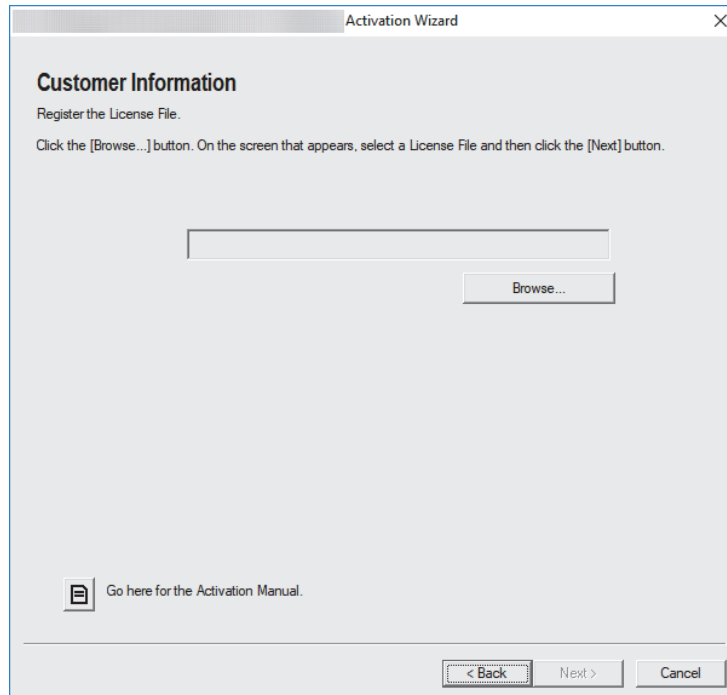 Activation Wizard
Customer Information
Register the License File.
Click the [Browse...] button. On the screen that appears, select a License File and then click the [Next] button.
Browse...
Go here for the Activation Manual.
< Back
Next >
Cancel